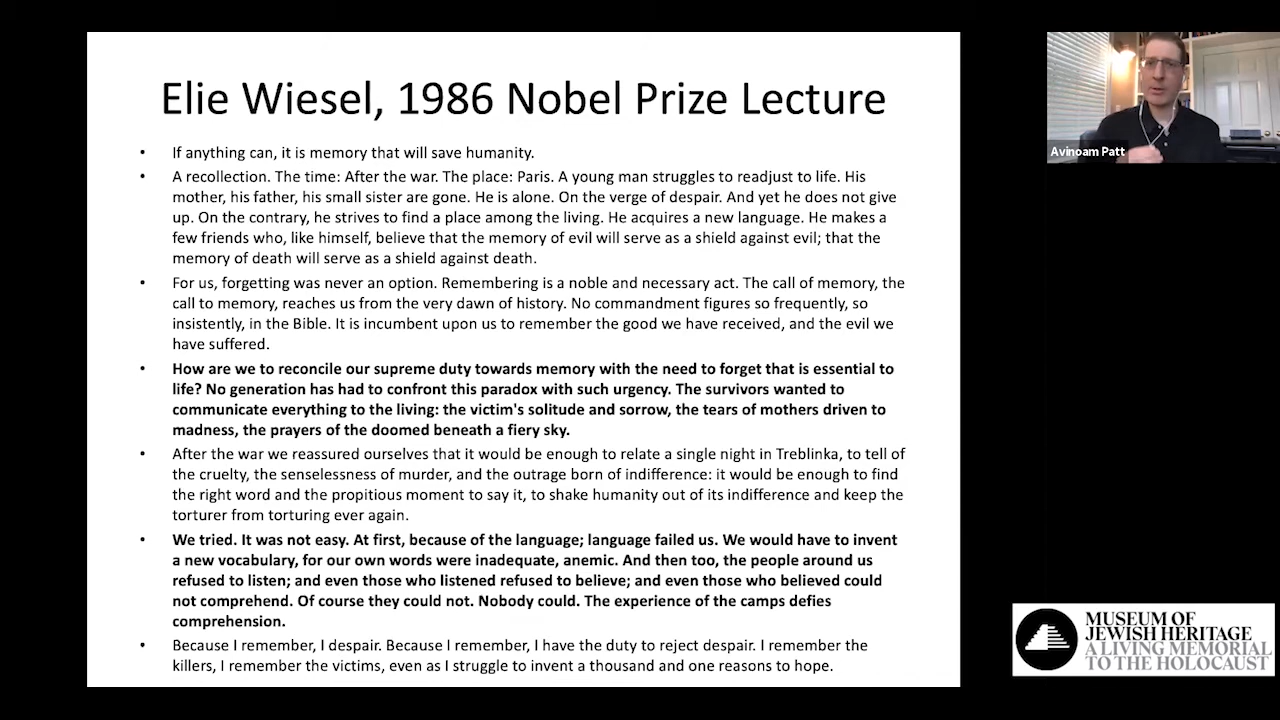 Elie Wiesel, 1986 Nobel Prize Lecture
• If anything can, it is memory that will save humanity.
• A recollection. The time: After the war. The place: Paris. A young man struggles to readjust to life. His
mother, his father, his small sister are gone. He is alone. On the verge of despair. And yet he does not give
up. On the contrary, he strives to find a place among the living. He acquires a new language. He makes a
few friends who, like himself, believe that the memory of evil will serve as a shield against evil; that the
memory of death will serve as a shield against death.
• For us, forgetting was never an option. Remembering is a noble and necessary act. The call of memory, the
call to memory, reaches us from the very dawn of history. No commandment figures so frequently, so
insistently, in the Bible. It is incumbent upon us to remember the good we have received, and the evil we
have suffered.
• How are we to reconcile our supreme duty towards memory with the need to forget that is essential to
life? No generation has had to confront this paradox with such urgency. The survivors wanted to
communicate everything to the living: the victim's solitude and sorrow, the tears of mothers driven to
madness, the prayers of the doomed beneath a fiery sky.
• After the war we reassured ourselves that it would be enough to relate a single night in Treblinka, to tell of
the cruelty, the senselessness of murder, and the outrage born of indifference: it would be enough to find
the right word and the propitious moment to say it, to shake humanity out of its indifference and keep the
torturer from torturing ever again.
• We tried. It was not easy. At first, because of the language; language failed us. We would have to invent
a new vocabulary, for our own words were inadequate, anemic. And then too, the people around us
refused to listen; and even those who listened refused to believe; and even those who believed could
not comprehend. Of course they could not. Nobody could. The experience of the camps defies
comprehension.
• Because I remember, I despair. Because I remember, I have the duty to reject despair. I remember the
killers, I remember the victims, even as I struggle to invent a thousand and one reasons to hope.
Avinoam Patt
MUSEUM OF
JEWISH HERITAGE
A LIVING MEMORIAL
TO THE HOLOCAUST